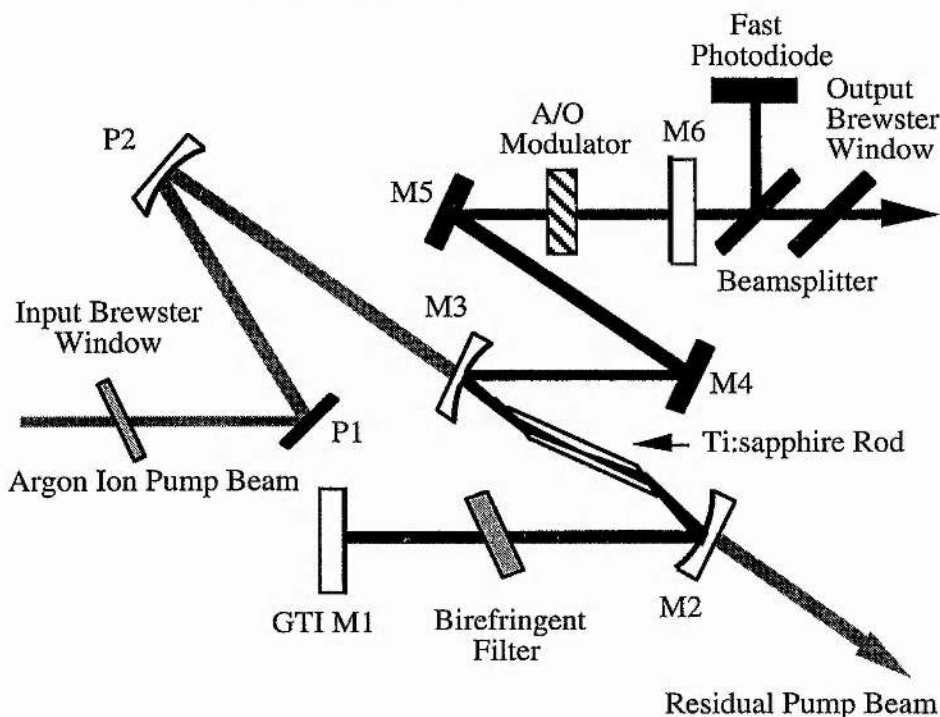 Fast
Photodiode
Output
Brewster
Window
A/O
Modulator
M6
P2
M5
Beamsplitter
M3
Input Brewster
Window
M4
P1
Ti:sapphire Rod
Argon Ion Pump Beam
M2
GTI M1
Birefringent
Filter
Residual Pump Beam